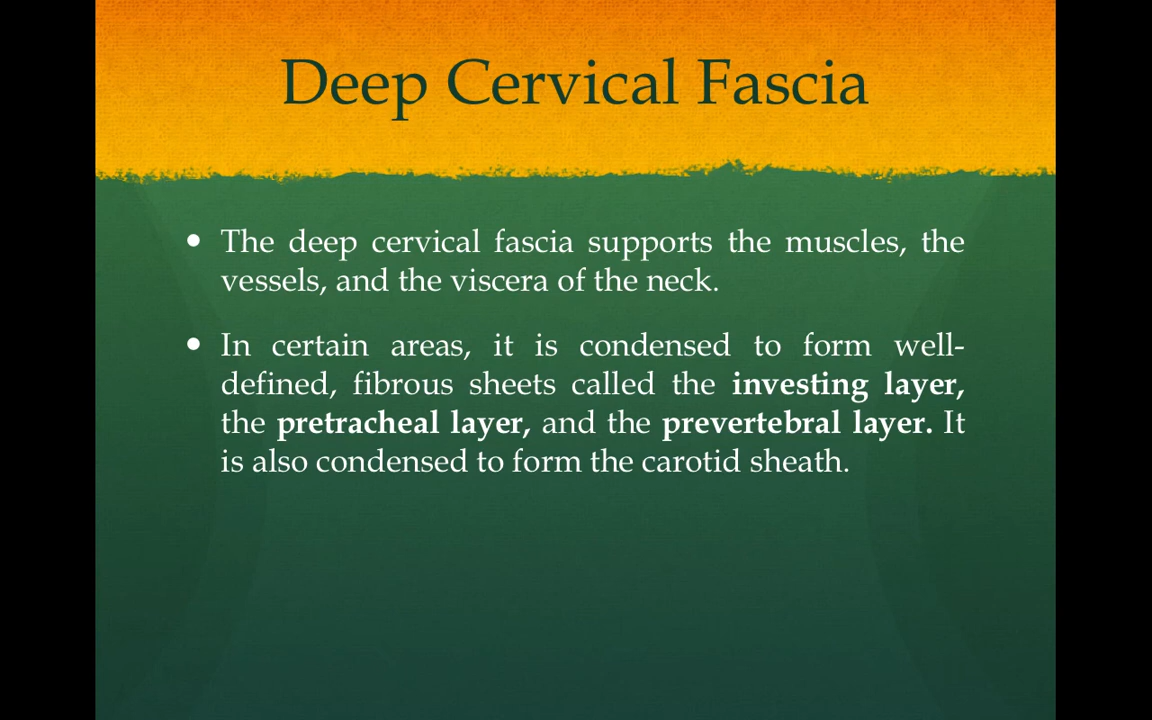 Deep Cervical Fascia
• The deep cervical fascia supports the muscles, the
vessels, and the viscera of the neck.
• In certain areas, it is condensed to form well-
defined, fibrous sheets called the investing layer,
the pretracheal layer, and the prevertebral layer. It
is also condensed to form the carotid sheath.